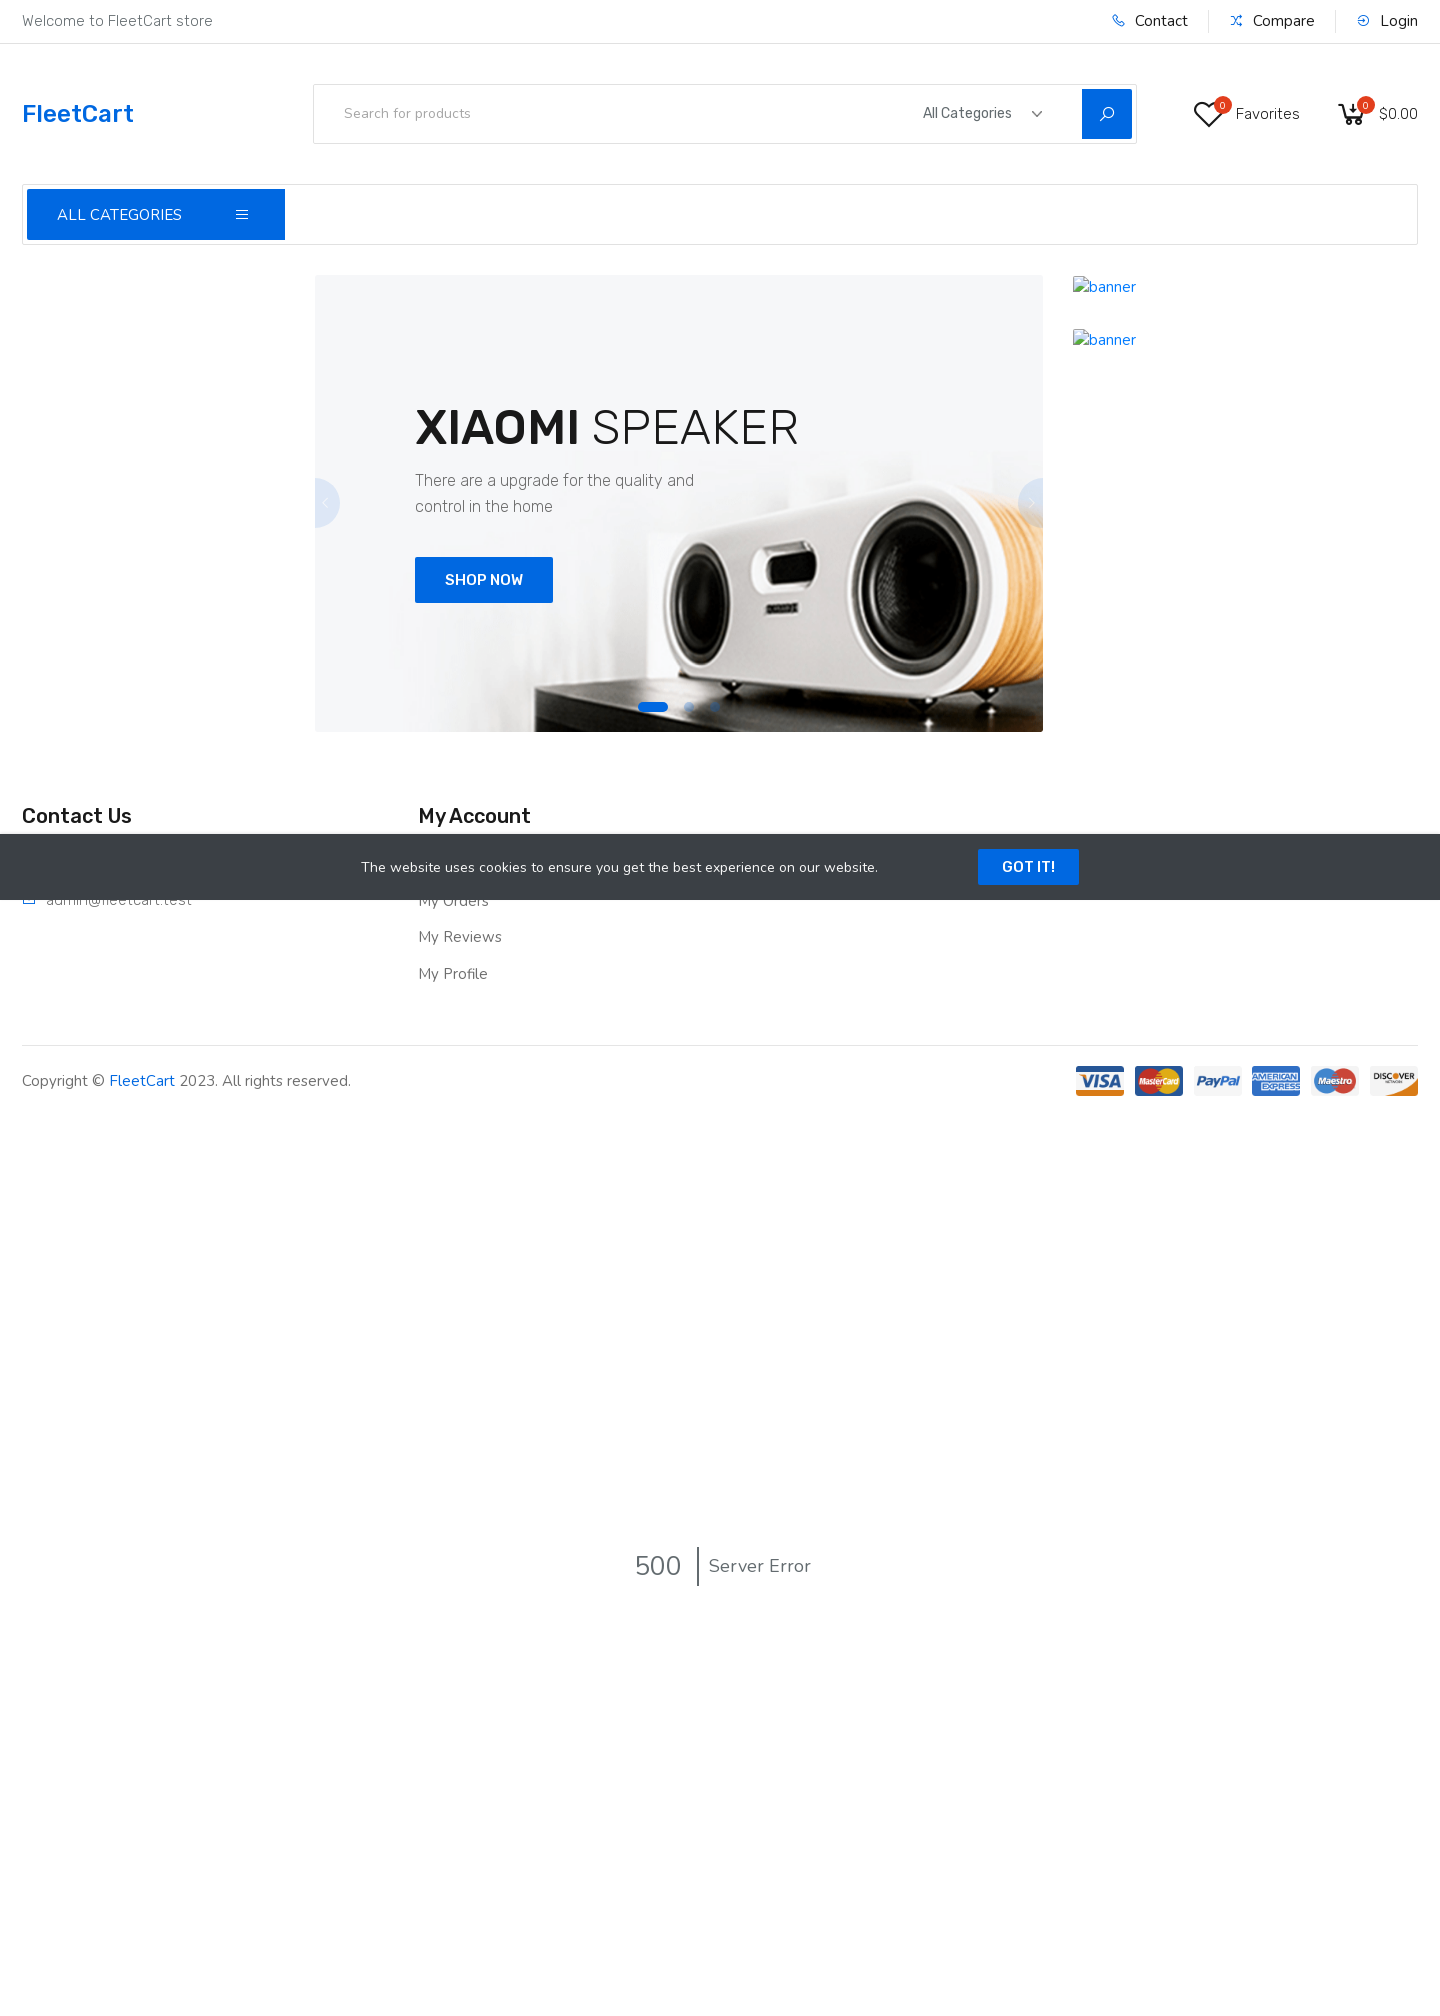 Welcome to FleetCart store
Contact
Compare
Login
FleetCart
Search for products
All Categories
0
Favorites
0
$0.00
ALL CATEGORIES
banner
banner
XIAOMI SPEAKER
There are a upgrade for the quality and
control in the home
SHOP NOW
Contact Us
My Account
The website uses cookies to ensure you get the best experience on our website.
GOT IT!
admin@fleetcart.test
My Orders
My Reviews
My Profile
Copyright © FleetCart 2023. All rights reserved.
VISA
MasterCard
PayPal
AMERICAN EXPRESS
Maestro
DISCOVER
NETWORK
500
Server Error